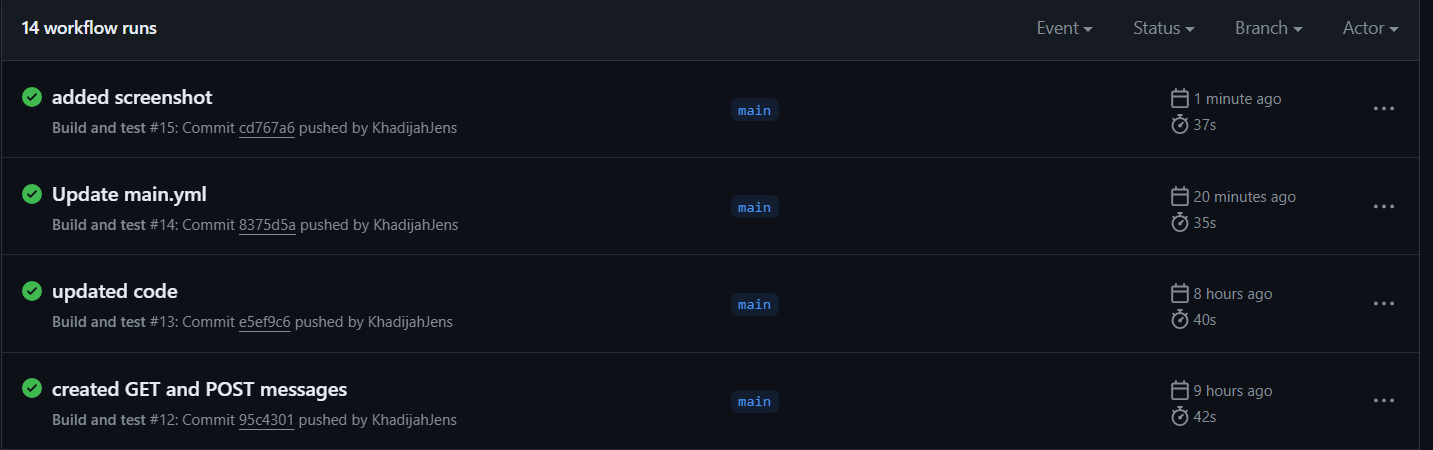 14 workflow runs
Event Status Branch Actor
added screenshot
Build and test #15: Commit cd767a6 pushed by KhadijahJens
main
1 minute ago
37s
Update main.yml
Build and test #14: Commit 8375d5a pushed by KhadijahJens
main
20 minutes ago
35s
updated code
Build and test #13: Commit e5ef9c6 pushed by KhadijahJens
main
8 hours ago
40s
created GET and POST messages
Build and test #12: Commit 95c4301 pushed by KhadijahJens
main
9 hours ago
42s